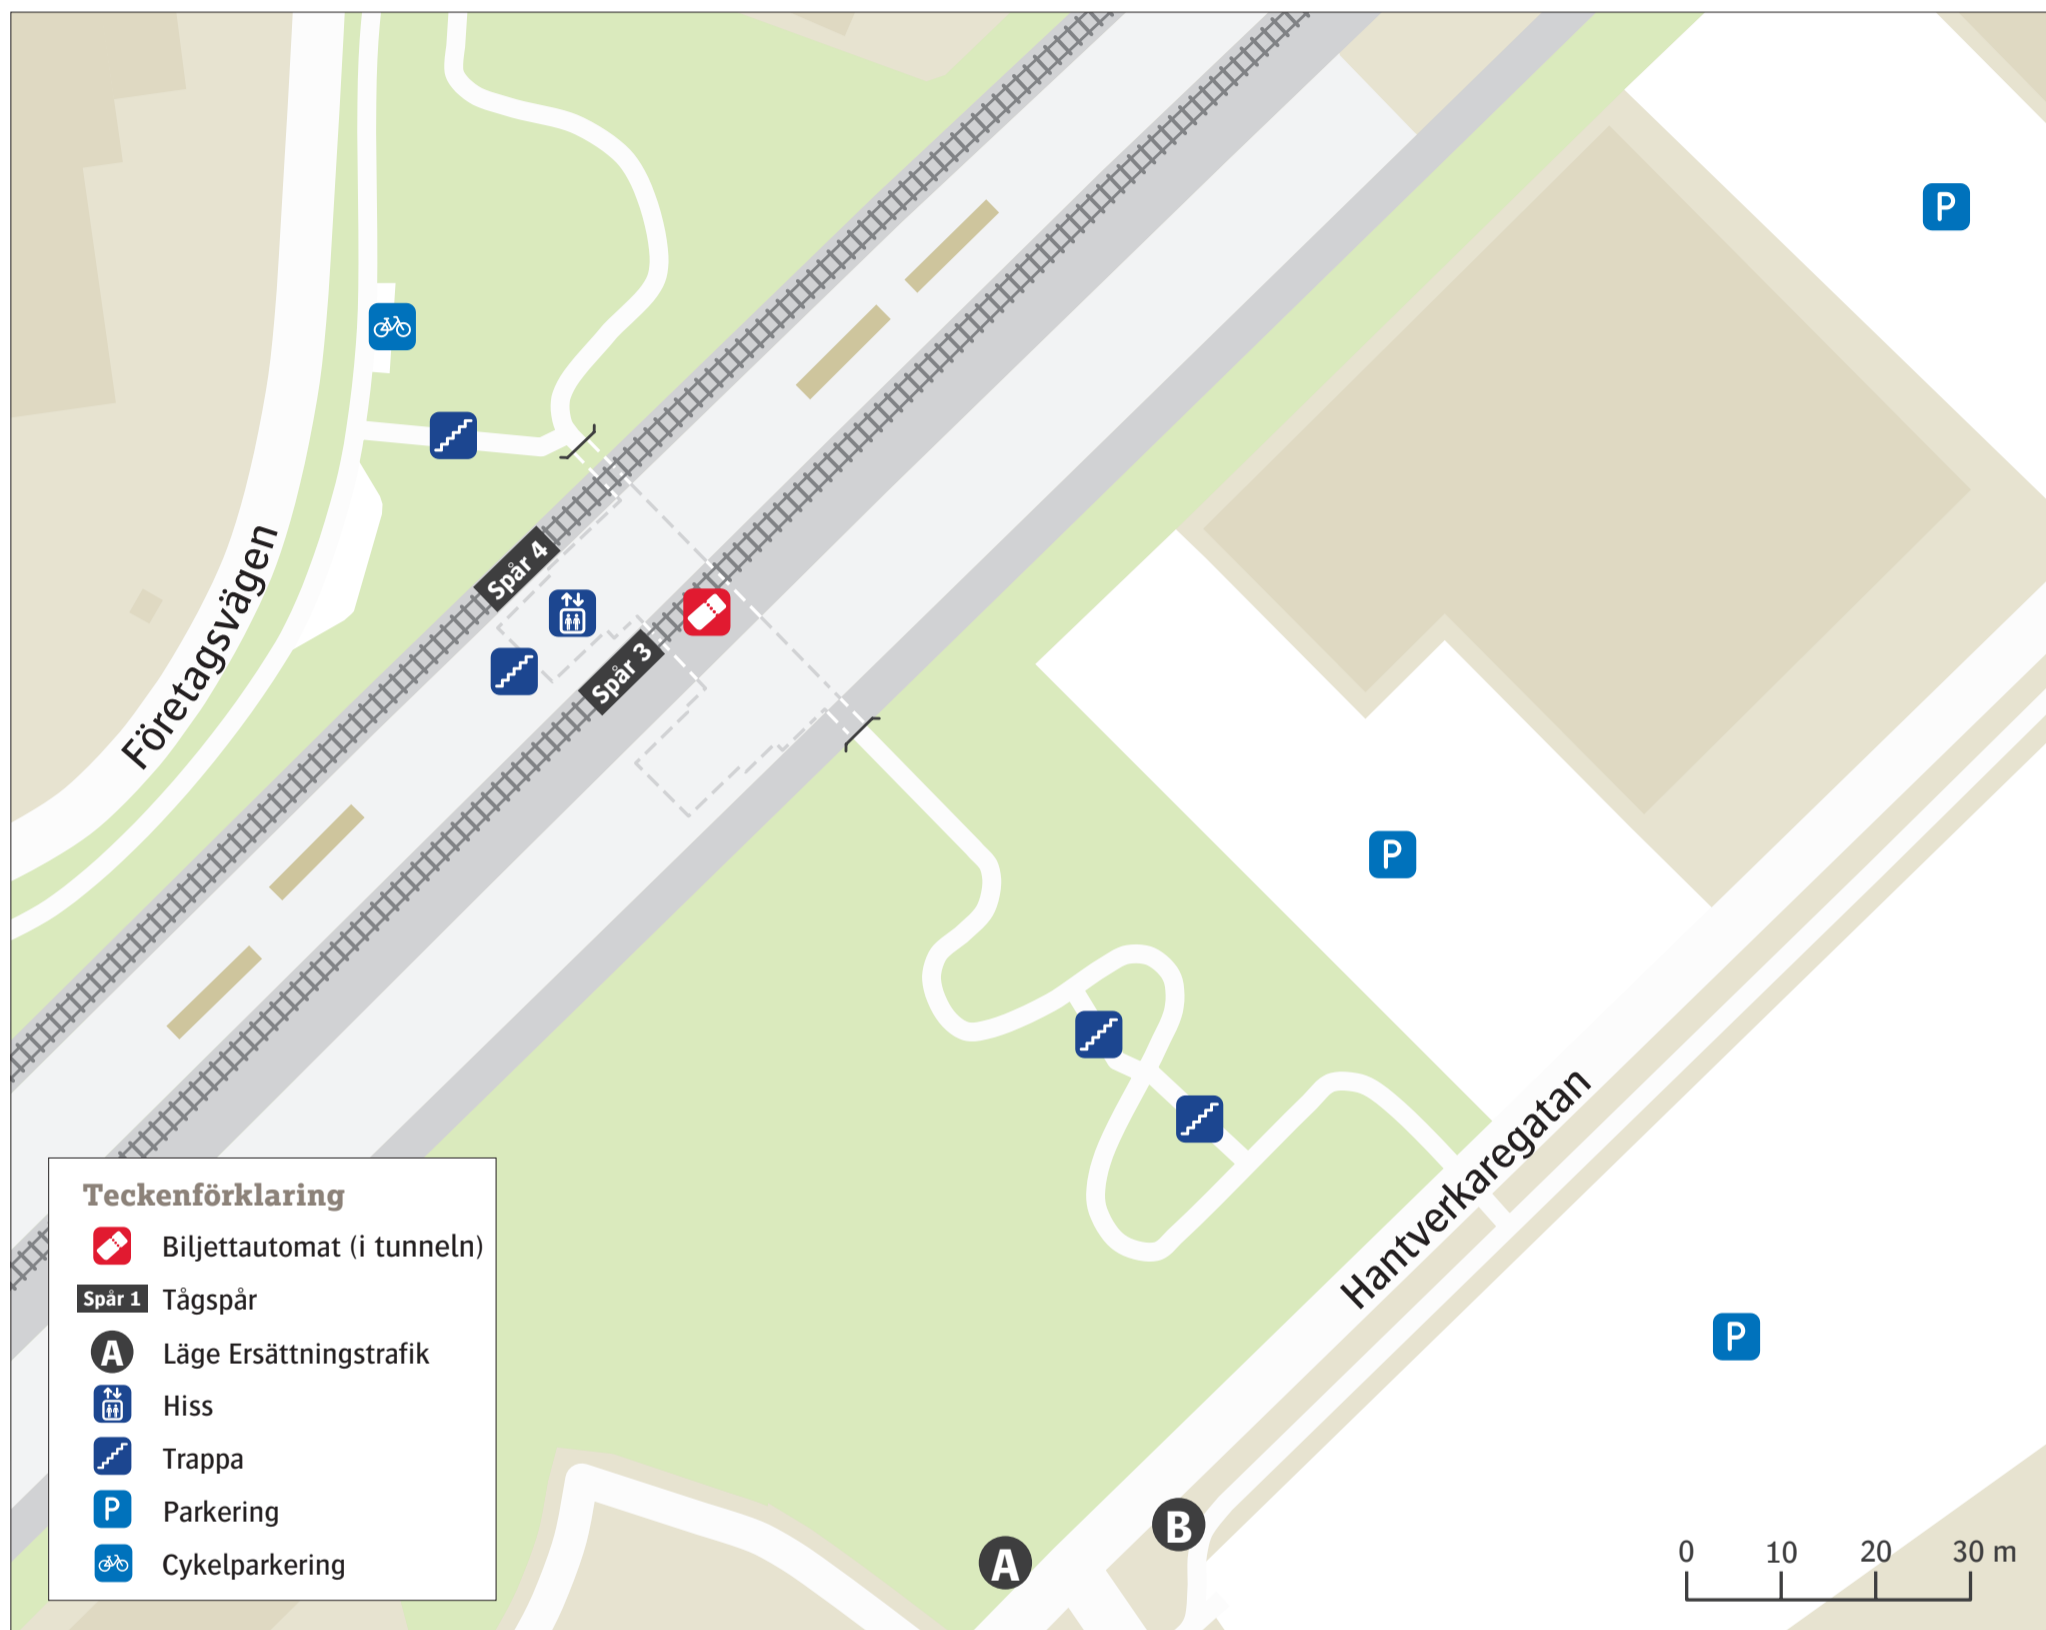 P
Spår 4
Företagsvägen
Spår 3
P
Hantverkaregatan
P
B
A
Teckenförklaring
Biljettautomat (i tunneln)
Spår 1 Tågspår
A Läge Ersättningstrafik
Hiss
Trappa
P Parkering
Cykelparkering
0 10 20 30 m